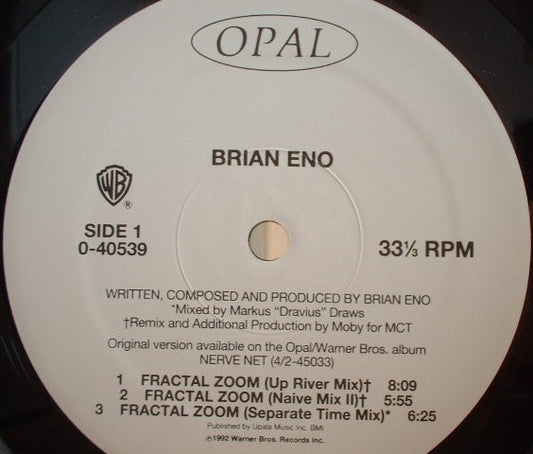 OPAL
BRIAN ENO
WB
®
SIDE 1
0-40539
33⅓ RPM
WRITTEN, COMPOSED AND PRODUCED BY BRIAN ENO
*Mixed by Markus "Dravius" Draws
†Remix and Additional Production by Moby for MCT
Original version available on the Opal/Warner Bros. album
NERVE NET (4/2-45033)
1 FRACTAL ZOOM (Up River Mix)† 8:09
2 FRACTAL ZOOM (Naive Mix II)† 5:55
3 FRACTAL ZOOM (Separate Time Mix)* 6:25
Published by Upala Music Inc. BMI
℗1992 Warner Bros. Records Inc.